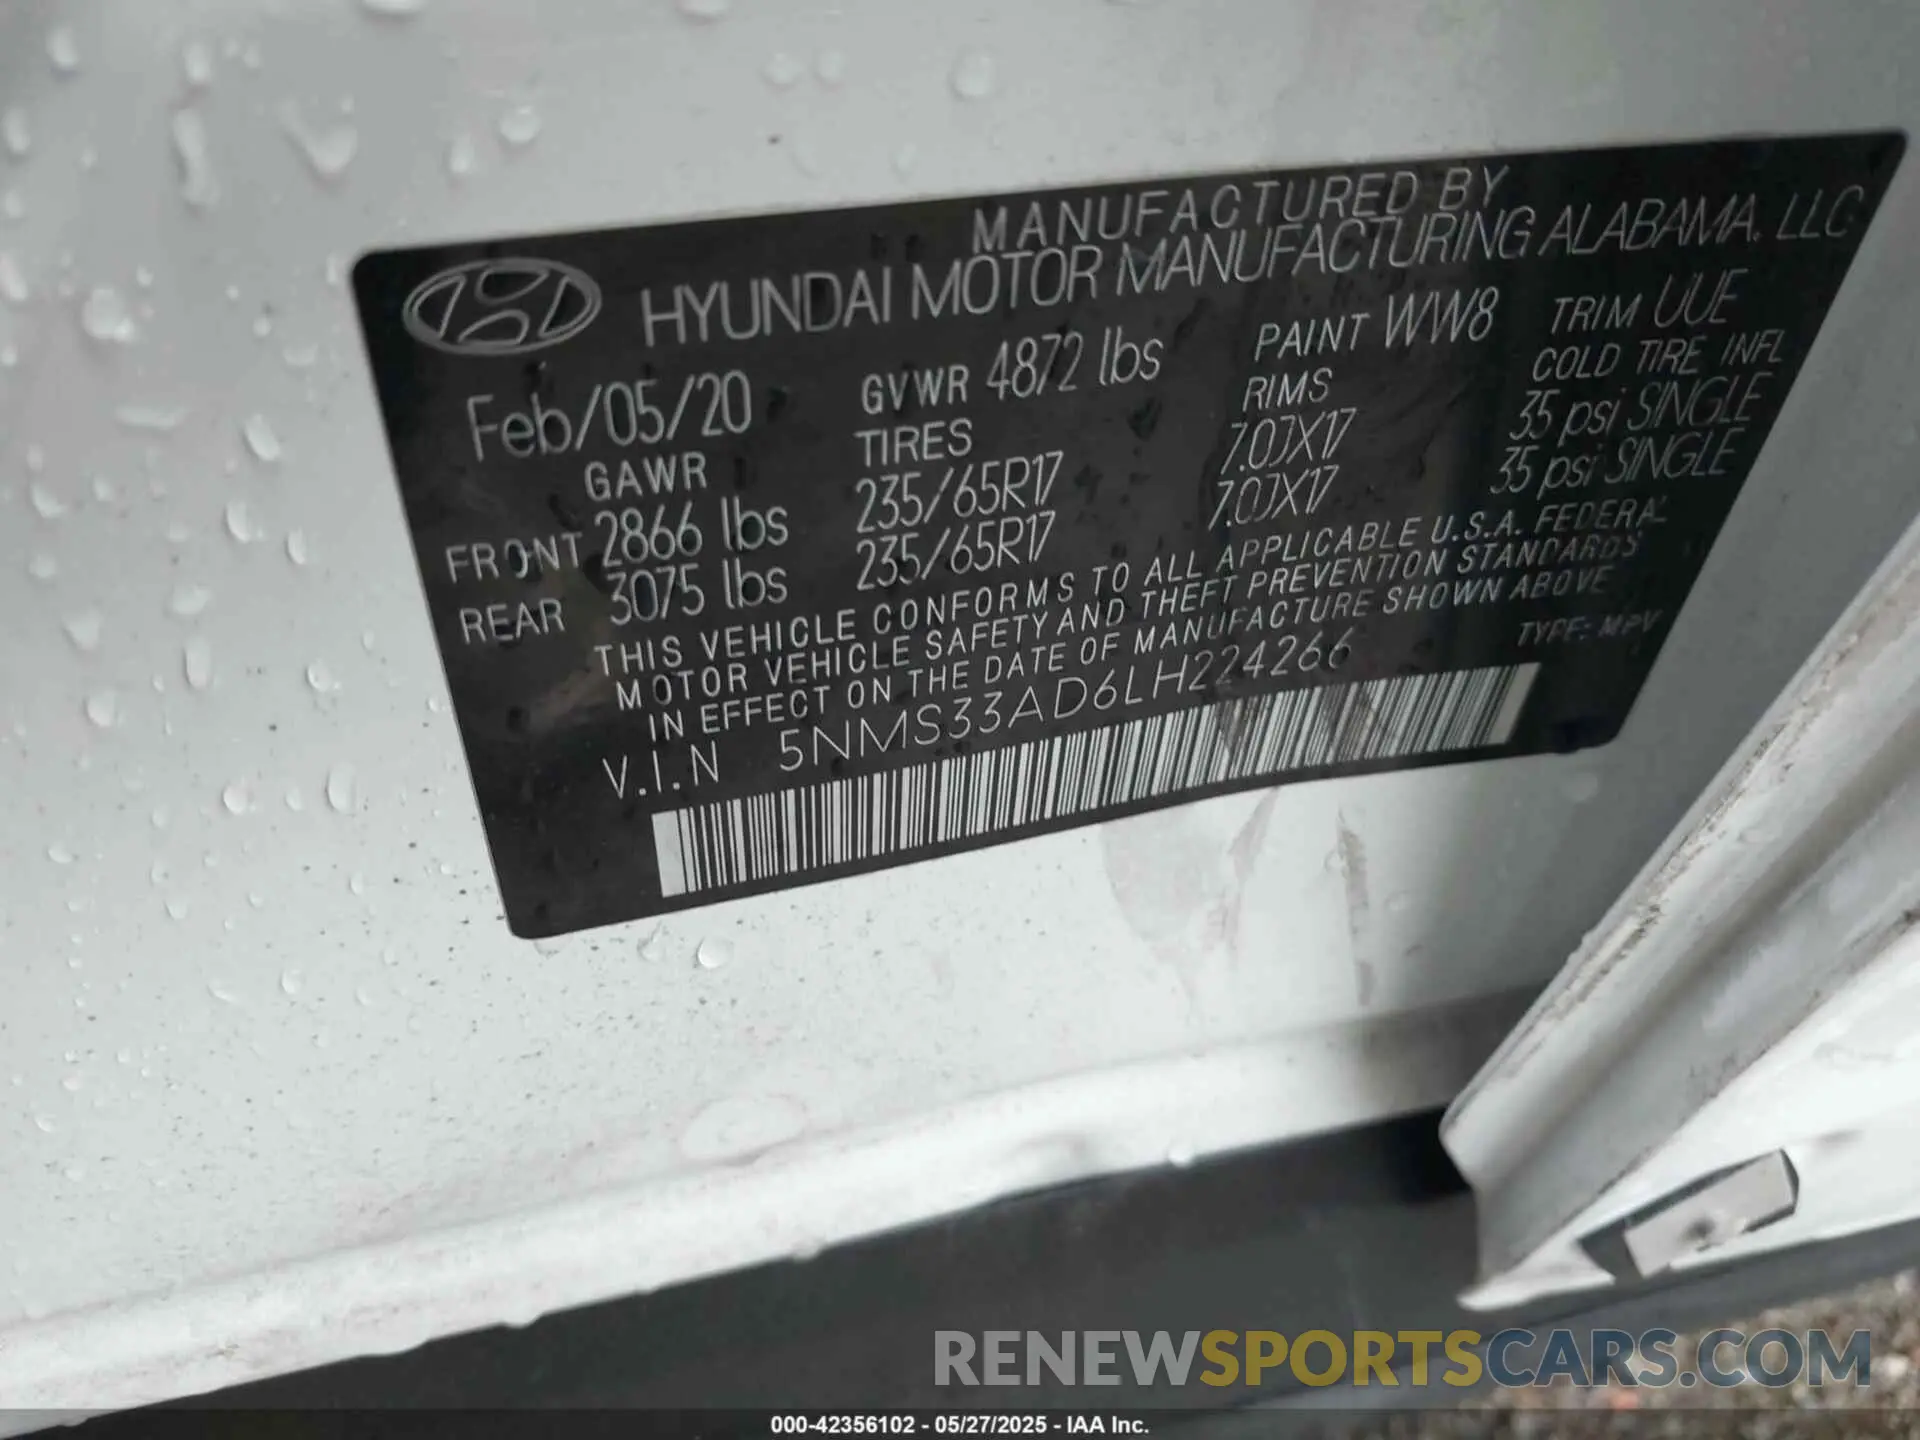 MANUFACTURED BY
HYUNDAI MOTOR MANUFACTURING ALABAMA, LLC
Feb/05/20 GVWR 4872 lbs PAINT WW8 TRIM UUE
GAWR TIRES RIMS COLD TIRE INFL
FRONT 2866 lbs 235/65R17 7.0JX17 35 psi SINGLE
REAR 3075 lbs 235/65R17 7.0JX17 35 psi SINGLE
THIS VEHICLE CONFORMS TO ALL APPLICABLE U.S.A. FEDERAL
MOTOR VEHICLE SAFETY AND THEFT PREVENTION STANDARDS
IN EFFECT ON THE DATE OF MANUFACTURE SHOWN ABOVE
V.I.N 5NMS33AD6LH224266 TYPE: MPV
RENEWSPORTSCARS.COM
000-42356102 - 05/27/2025 - IAA Inc.